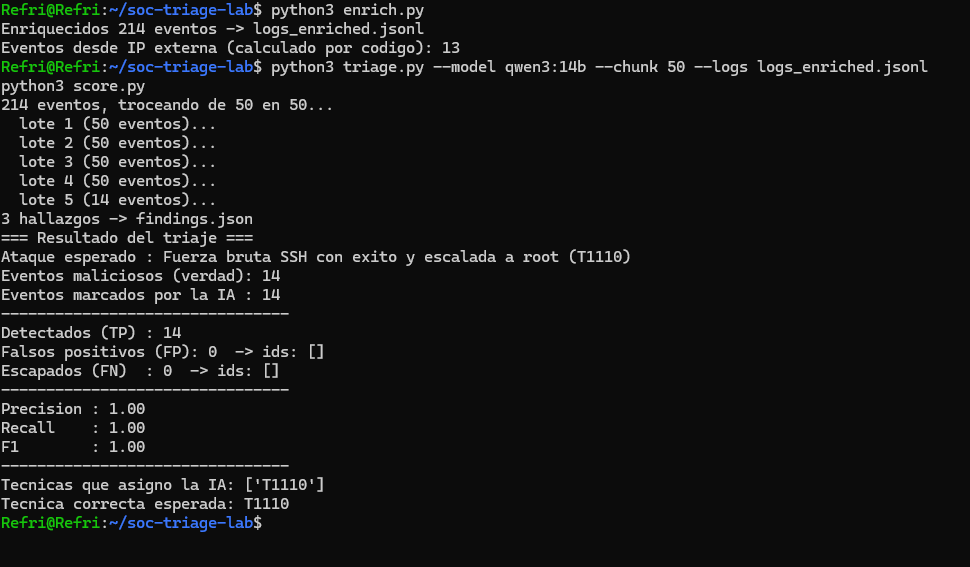 Refri@Refri:~/soc-triage-lab$ python3 enrich.py
Enriquecidos 214 eventos -> logs_enriched.jsonl
Eventos desde IP externa (calculado por codigo): 13
Refri@Refri:~/soc-triage-lab$ python3 triage.py --model qwen3:14b --chunk 50 --logs logs_enriched.jsonl
python3 score.py
214 eventos, troceando de 50 en 50...
  lote 1 (50 eventos)...
  lote 2 (50 eventos)...
  lote 3 (50 eventos)...
  lote 4 (50 eventos)...
  lote 5 (14 eventos)...
3 hallazgos -> findings.json
=== Resultado del triaje ===
Ataque esperado : Fuerza bruta SSH con exito y escalada a root (T1110)
Eventos maliciosos (verdad): 14
Eventos marcados por la IA : 14
--------------------------------
Detectados (TP) : 14
Falsos positivos (FP): 0  -> ids: []
Escapados (FN)  : 0  -> ids: []
--------------------------------
Precision : 1.00
Recall    : 1.00
F1        : 1.00
--------------------------------
Tecnicas que asigno la IA: ['T1110']
Tecnica correcta esperada: T1110
Refri@Refri:~/soc-triage-lab$